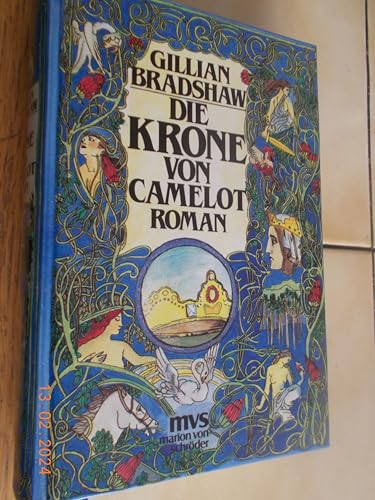 GILLIAN
BRADSHAW
DIE
KRONE
VON
CAMELOT
ROMAN
mvs
marion von
schröder
13 02 2024